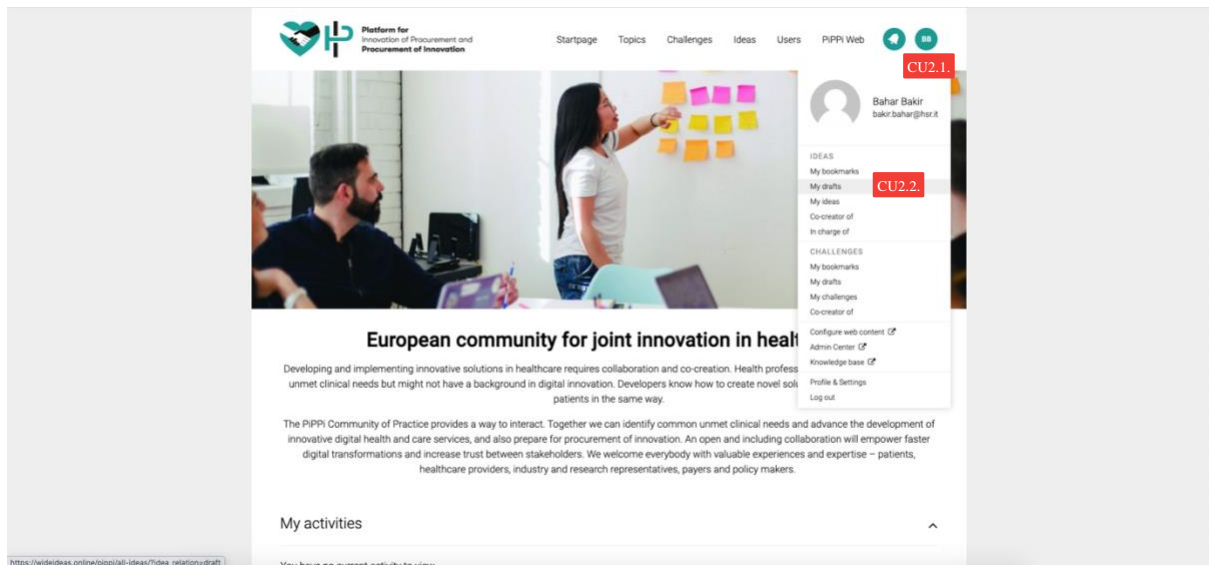 Platform for
Innovation of Procurement and
Procurement of Innovation
Startpage Topics Challenges Ideas Users PiPPi Web BB
CU2.1.
Bahar Bakir
bakir.bahar@hsr.it
IDEAS
My bookmarks
My drafts CU2.2.
My ideas
Co-creator of
In charge of
CHALLENGES
My bookmarks
My drafts
My challenges
Co-creator of
Configure web content
Admin Center
Knowledge base
Profile & Settings
Log out
European community for joint innovation in
Developing and implementing innovative solutions in healthcare requires collaboration and co-creation. Health
unmet clinical needs but might not have a background in digital innovation. Developers know how to create novel
patients in the same way.
The PiPPi Community of Practice provides a way to interact. Together we can identify common unmet clinical needs and advance the development of
innovative digital health and care services, and also prepare for procurement of innovation. An open and including collaboration will empower faster
digital transformations and increase trust between stakeholders. We welcome everybody with valuable experiences and expertise – patients,
healthcare providers, industry and research representatives, payers and policy makers.
My activities
https://wideideas.online/pippi/all-ideas/?idea_relation=draft